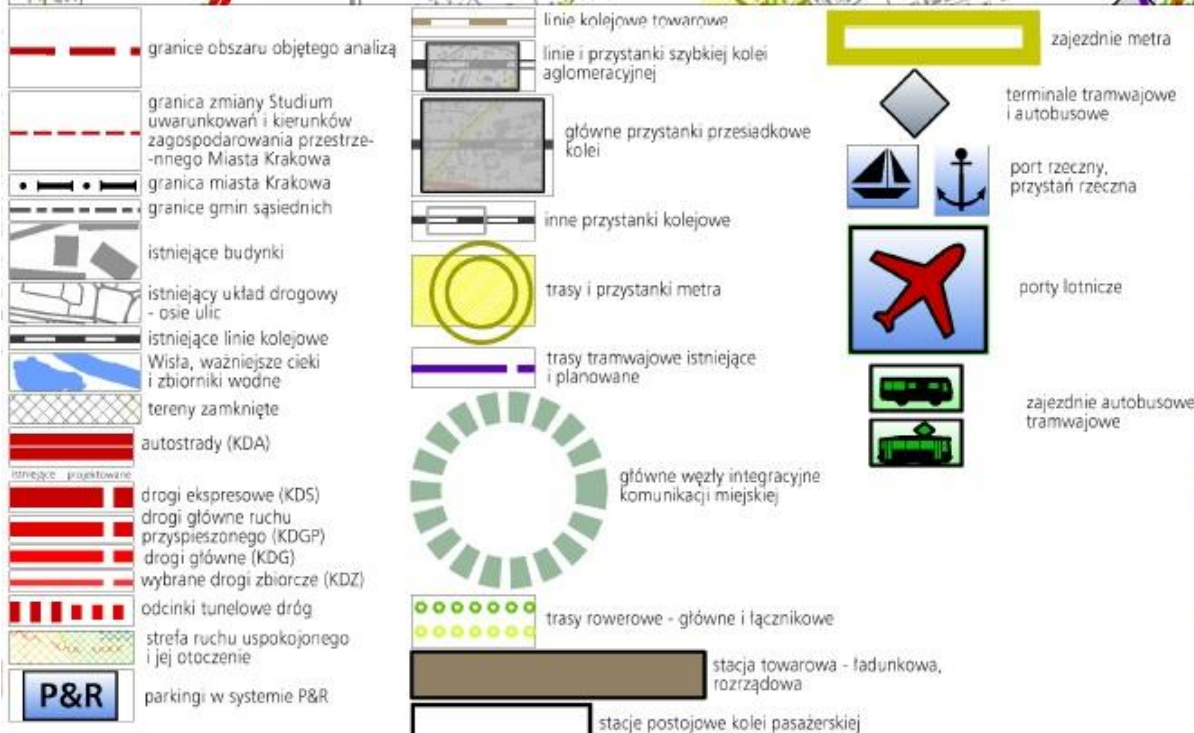 granice obszaru objętego analizą
granica zmiany Studium
uwarunkowań i kierunków
zagospodarowania przestrze-
-nnego Miasta Krakowa
granica miasta Krakowa
granice gmin sąsiednich
istniejące budynki
istniejący układ drogowy
- osie ulic
istniejące linie kolejowe
Wisła, ważniejsze cieki
i zbiorniki wodne
tereny zamknięte
autostrady (KDA)
istniejące projektowane
drogi ekspresowe (KDS)
drogi główne ruchu
przyspieszonego (KDGP)
drogi główne (KDG)
wybrane drogi zbiorcze (KDZ)
odcinki tunelowe dróg
strefa ruchu uspokojonego
i jej otoczenie
P&R
parkingi w systemie P&R
linie kolejowe towarowe
linie i przystanki szybkiej kolei
aglomeracyjnej
główne przystanki przesiadkowe
kolei
inne przystanki kolejowe
trasy i przystanki metra
trasy tramwajowe istniejące
i planowane
główne węzły integracyjne
komunikacji miejskiej
trasy rowerowe - główne i łącznikowe
stacja towarowa - ładunkowa,
rozrządowa
stacje postojowe kolei pasażerskiej
zajezdnie metra
terminale tramwajowe
i autobusowe
port rzeczny,
przystań rzeczna
porty lotnicze
zajezdnie autobusowe
tramwajowe